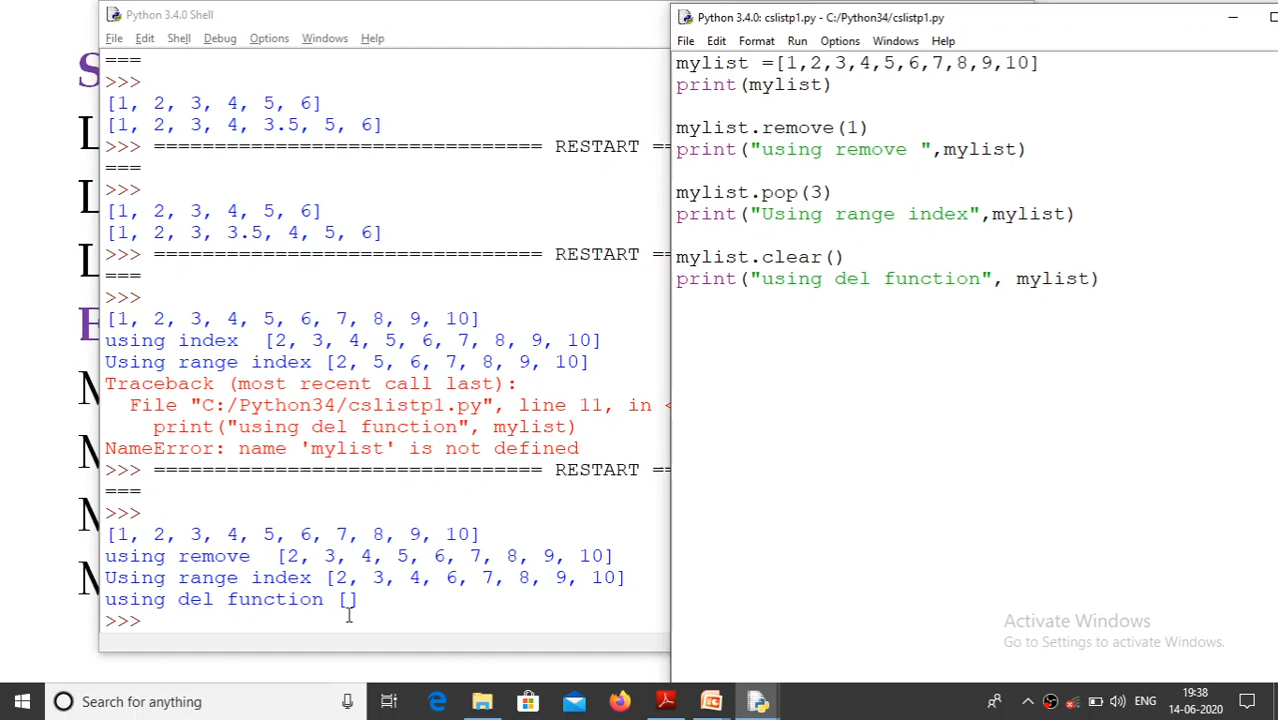 Python 3.4.0 Shell
File Edit Shell Debug Options Windows Help
===
>>>
[1, 2, 3, 4, 5, 6]
[1, 2, 3, 4, 3.5, 5, 6]
>>> ================================ RESTART ==
===
>>>
[1, 2, 3, 4, 5, 6]
[1, 2, 3, 3.5, 4, 5, 6]
>>> ================================ RESTART ==
===
>>>
[1, 2, 3, 4, 5, 6, 7, 8, 9, 10]
using index  [2, 3, 4, 5, 6, 7, 8, 9, 10]
Using range index [2, 5, 6, 7, 8, 9, 10]
Traceback (most recent call last):
  File "C:/Python34/cslistp1.py", line 11, in <
    print("using del function", mylist)
NameError: name 'mylist' is not defined
>>> ================================ RESTART ==
===
>>>
[1, 2, 3, 4, 5, 6, 7, 8, 9, 10]
using remove  [2, 3, 4, 5, 6, 7, 8, 9, 10]
Using range index [2, 3, 4, 6, 7, 8, 9, 10]
using del function []
>>>
Python 3.4.0: cslistp1.py - C:/Python34/cslistp1.py
File Edit Format Run Options Windows Help
mylist =[1,2,3,4,5,6,7,8,9,10]
print(mylist)
mylist.remove(1)
print("using remove ",mylist)
mylist.pop(3)
print("Using range index",mylist)
mylist.clear()
print("using del function", mylist)
Activate Windows
Go to Settings to activate Windows.
Search for anything
ENG
19:38
14-06-2020